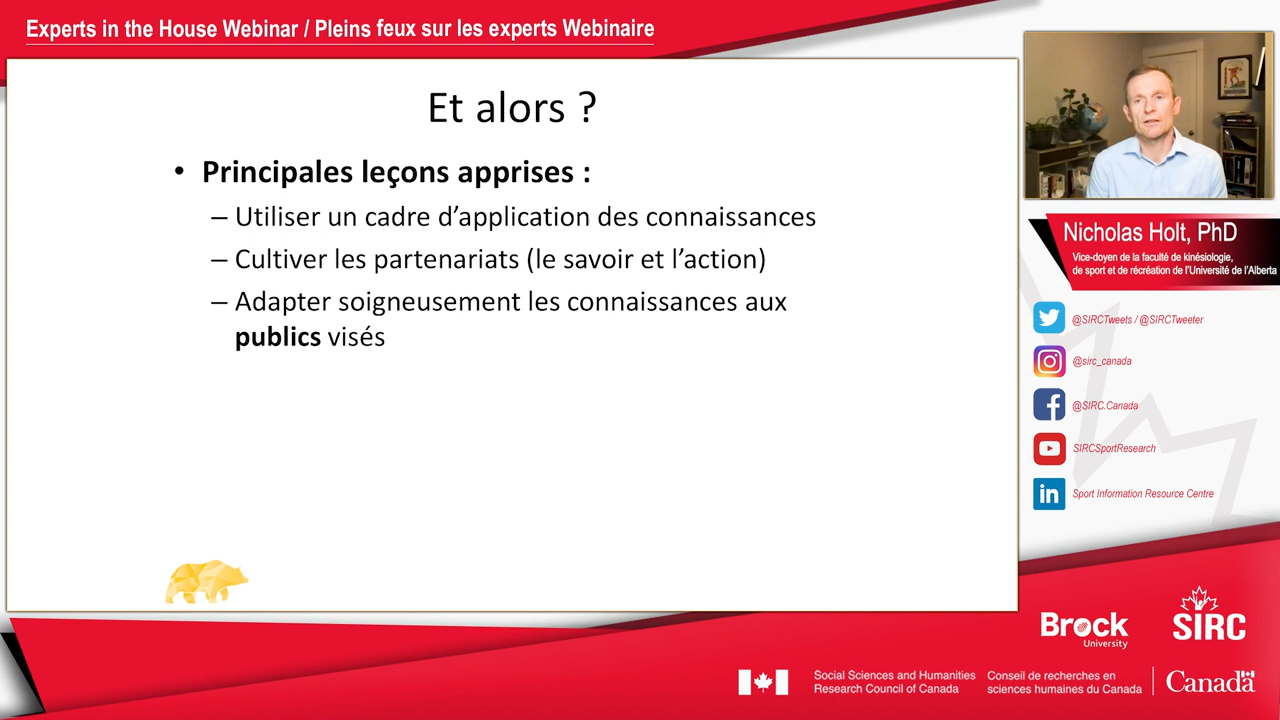 Experts in the House Webinar / Pleins feux sur les experts Webinaire
Et alors ?
• Principales leçons apprises :
– Utiliser un cadre d’application des connaissances
– Cultiver les partenariats (le savoir et l’action)
– Adapter soigneusement les connaissances aux
publics visés
Nicholas Holt, PhD
Vice-doyen de la faculté de kinésiologie,
de sport et de récréation de l'Université de l'Alberta
@SIRCTweets / @SIRCTweeter
@sirc_canada
@SIRC.Canada
SIRCSportResearch
in
Sport Information Resource Centre
Brock
University
SIRC
Social Sciences and Humanities
Research Council of Canada
Conseil de recherches en
sciences humaines du Canada
Canada